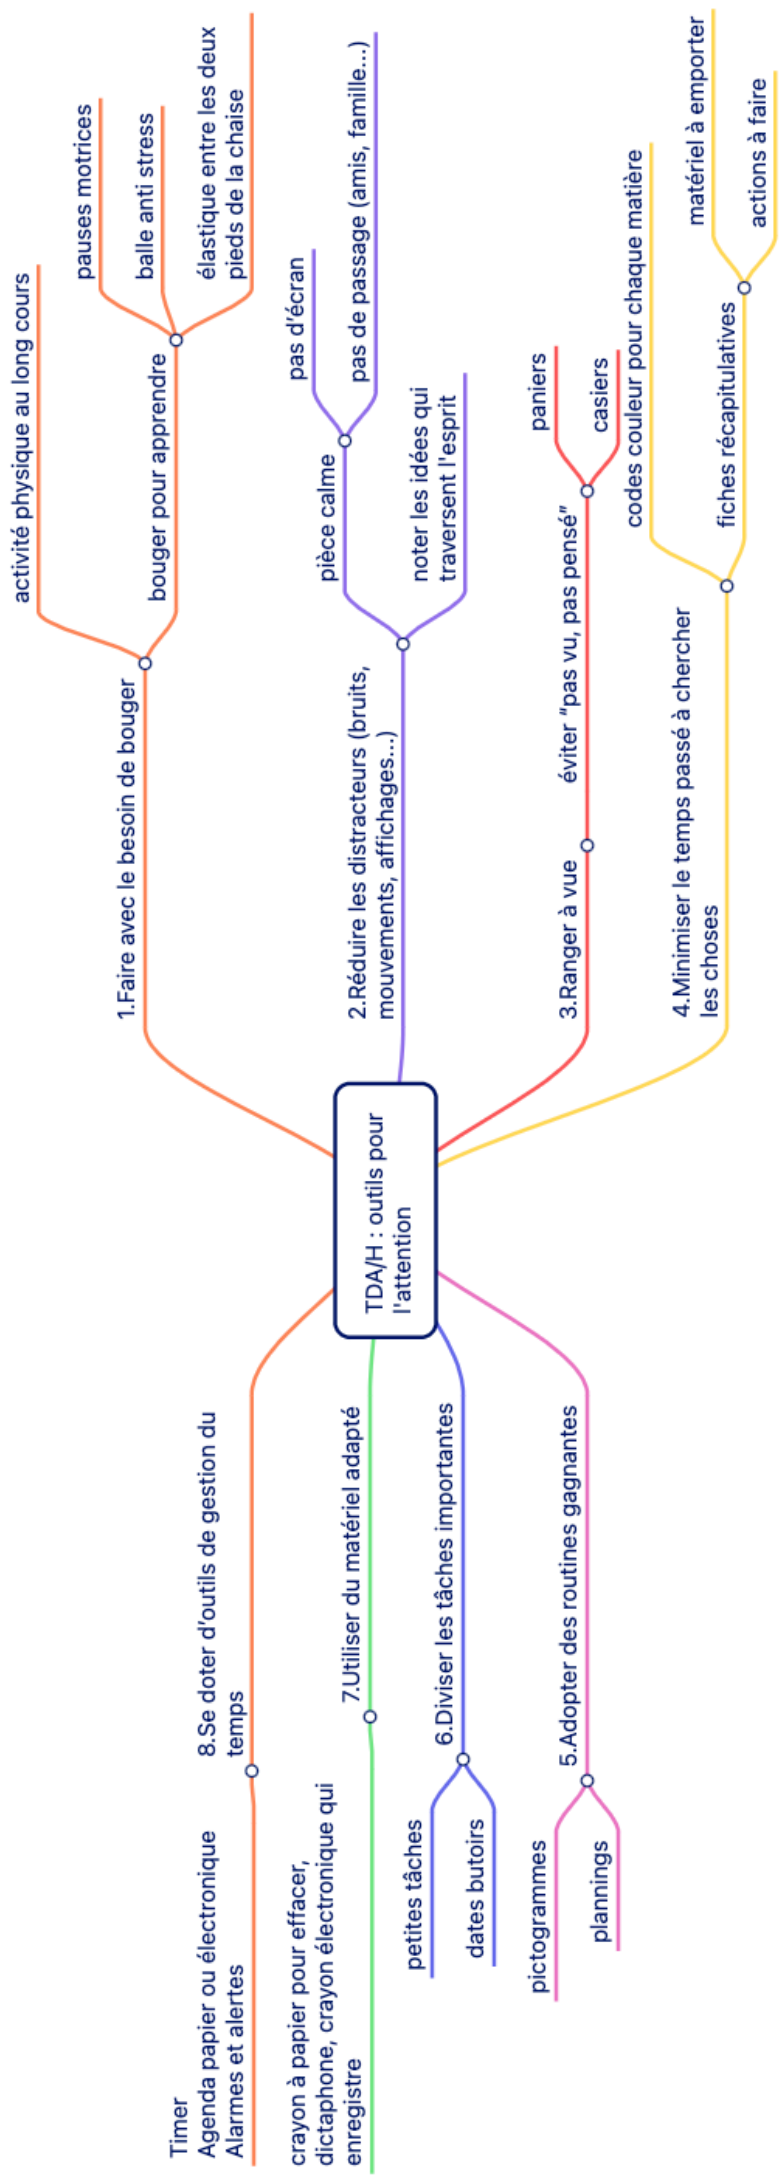 TDA/H : outils pour
l'attention
1.Faire avec le besoin de bouger
activité physique au long cours
bouger pour apprendre
pauses motrices
balle anti stress
élastique entre les deux
pieds de la chaise
2.Réduire les distracteurs (bruits,
mouvements, affichages...)
pièce calme
pas d'écran
pas de passage (amis, famille...)
noter les idées qui
traversent l'esprit
3.Ranger à vue
éviter "pas vu, pas pensé"
paniers
casiers
4.Minimiser le temps passé à chercher
les choses
codes couleur pour chaque matière
fiches récapitulatives
matériel à emporter
actions à faire
5.Adopter des routines gagnantes
pictogrammes
plannings
6.Diviser les tâches importantes
petites tâches
dates butoirs
7.Utiliser du matériel adapté
crayon à papier pour effacer,
dictaphone, crayon électronique qui
enregistre
8.Se doter d'outils de gestion du
temps
Timer
Agenda papier ou électronique
Alarmes et alertes